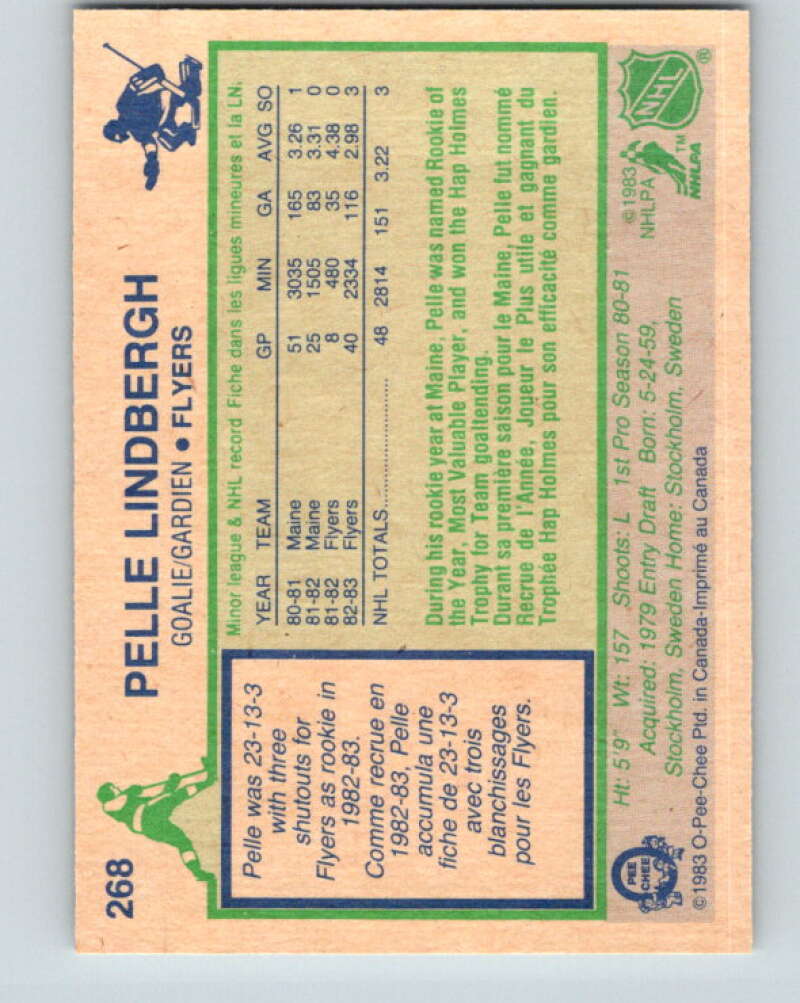 268
PELLE LINDBERGH
GOALIE/GARDIEN • FLYERS
Pelle was 23-13-3
with three
shutouts for
Flyers as rookie in
1982-83.
Comme recrue en
1982-83, Pelle
accumula une
fiche de 23-13-3
avec trois
blanchissages
pour les Flyers.
Minor league & NHL record Fiche dans les ligues mineures et la LN.
YEAR TEAM GP MIN GA AVG SO
80-81 Maine 51 3035 165 3.26 1
81-82 Maine 25 1505 83 3.31 0
81-82 Flyers 8 480 35 4.38 0
82-83 Flyers 40 2334 116 2.98 3
NHL TOTALS 48 2814 151 3.22 3
During his rookie year at Maine, Pelle was named Rookie of
the Year, Most Valuable Player, and won the Hap Holmes
Trophy for Team goaltending.
Durant sa première saison pour le Maine, Pelle fut nommé
Recrue de l'Année, Joueur le Plus utile et gagnant du
Trophée Hap Holmes pour son efficacité comme gardien.
Ht: 5'9" Wt: 157 Shoots: L 1st Pro Season 80-81
Acquired: 1979 Entry Draft Born: 5-24-59,
Stockholm, Sweden Home: Stockholm, Sweden
©1983 O-Pee-Chee Ptd. in Canada-Imprimé au Canada
PEE
CHEE
©1983
NHLPA
NHLPA™
NHL®